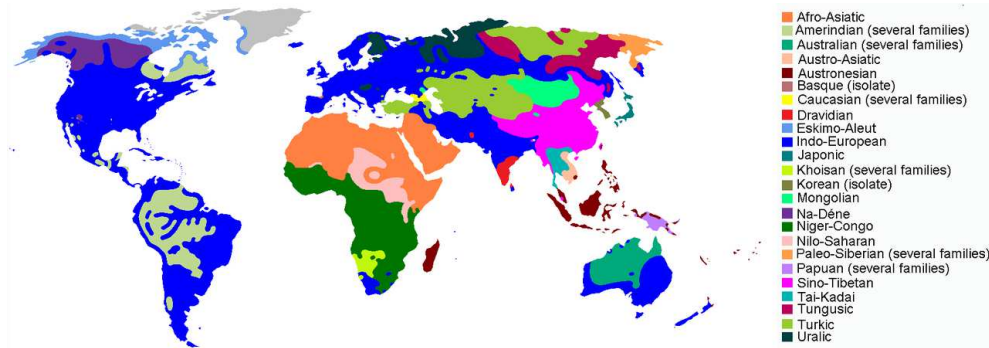 Afro-Asiatic
Amerindian (several families)
Australian (several families)
Austro-Asiatic
Austronesian
Basque (isolate)
Caucasian (several families)
Dravidian
Eskimo-Aleut
Indo-European
Japonic
Khoisan (several families)
Korean (isolate)
Mongolian
Na-Déne
Niger-Congo
Nilo-Saharan
Paleo-Siberian (several families)
Papuan (several families)
Sino-Tibetan
Tai-Kadai
Tungusic
Turkic
Uralic